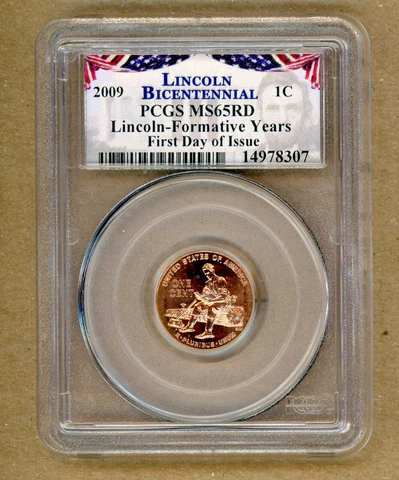 LINCOLN
2009 BICENTENNIAL 1C
PCGS MS65RD
Lincoln-Formative Years
First Day of Issue
14978307
UNITED STATES OF AMERICA
ONE
CENT
E·PLURIBUS·UNUM